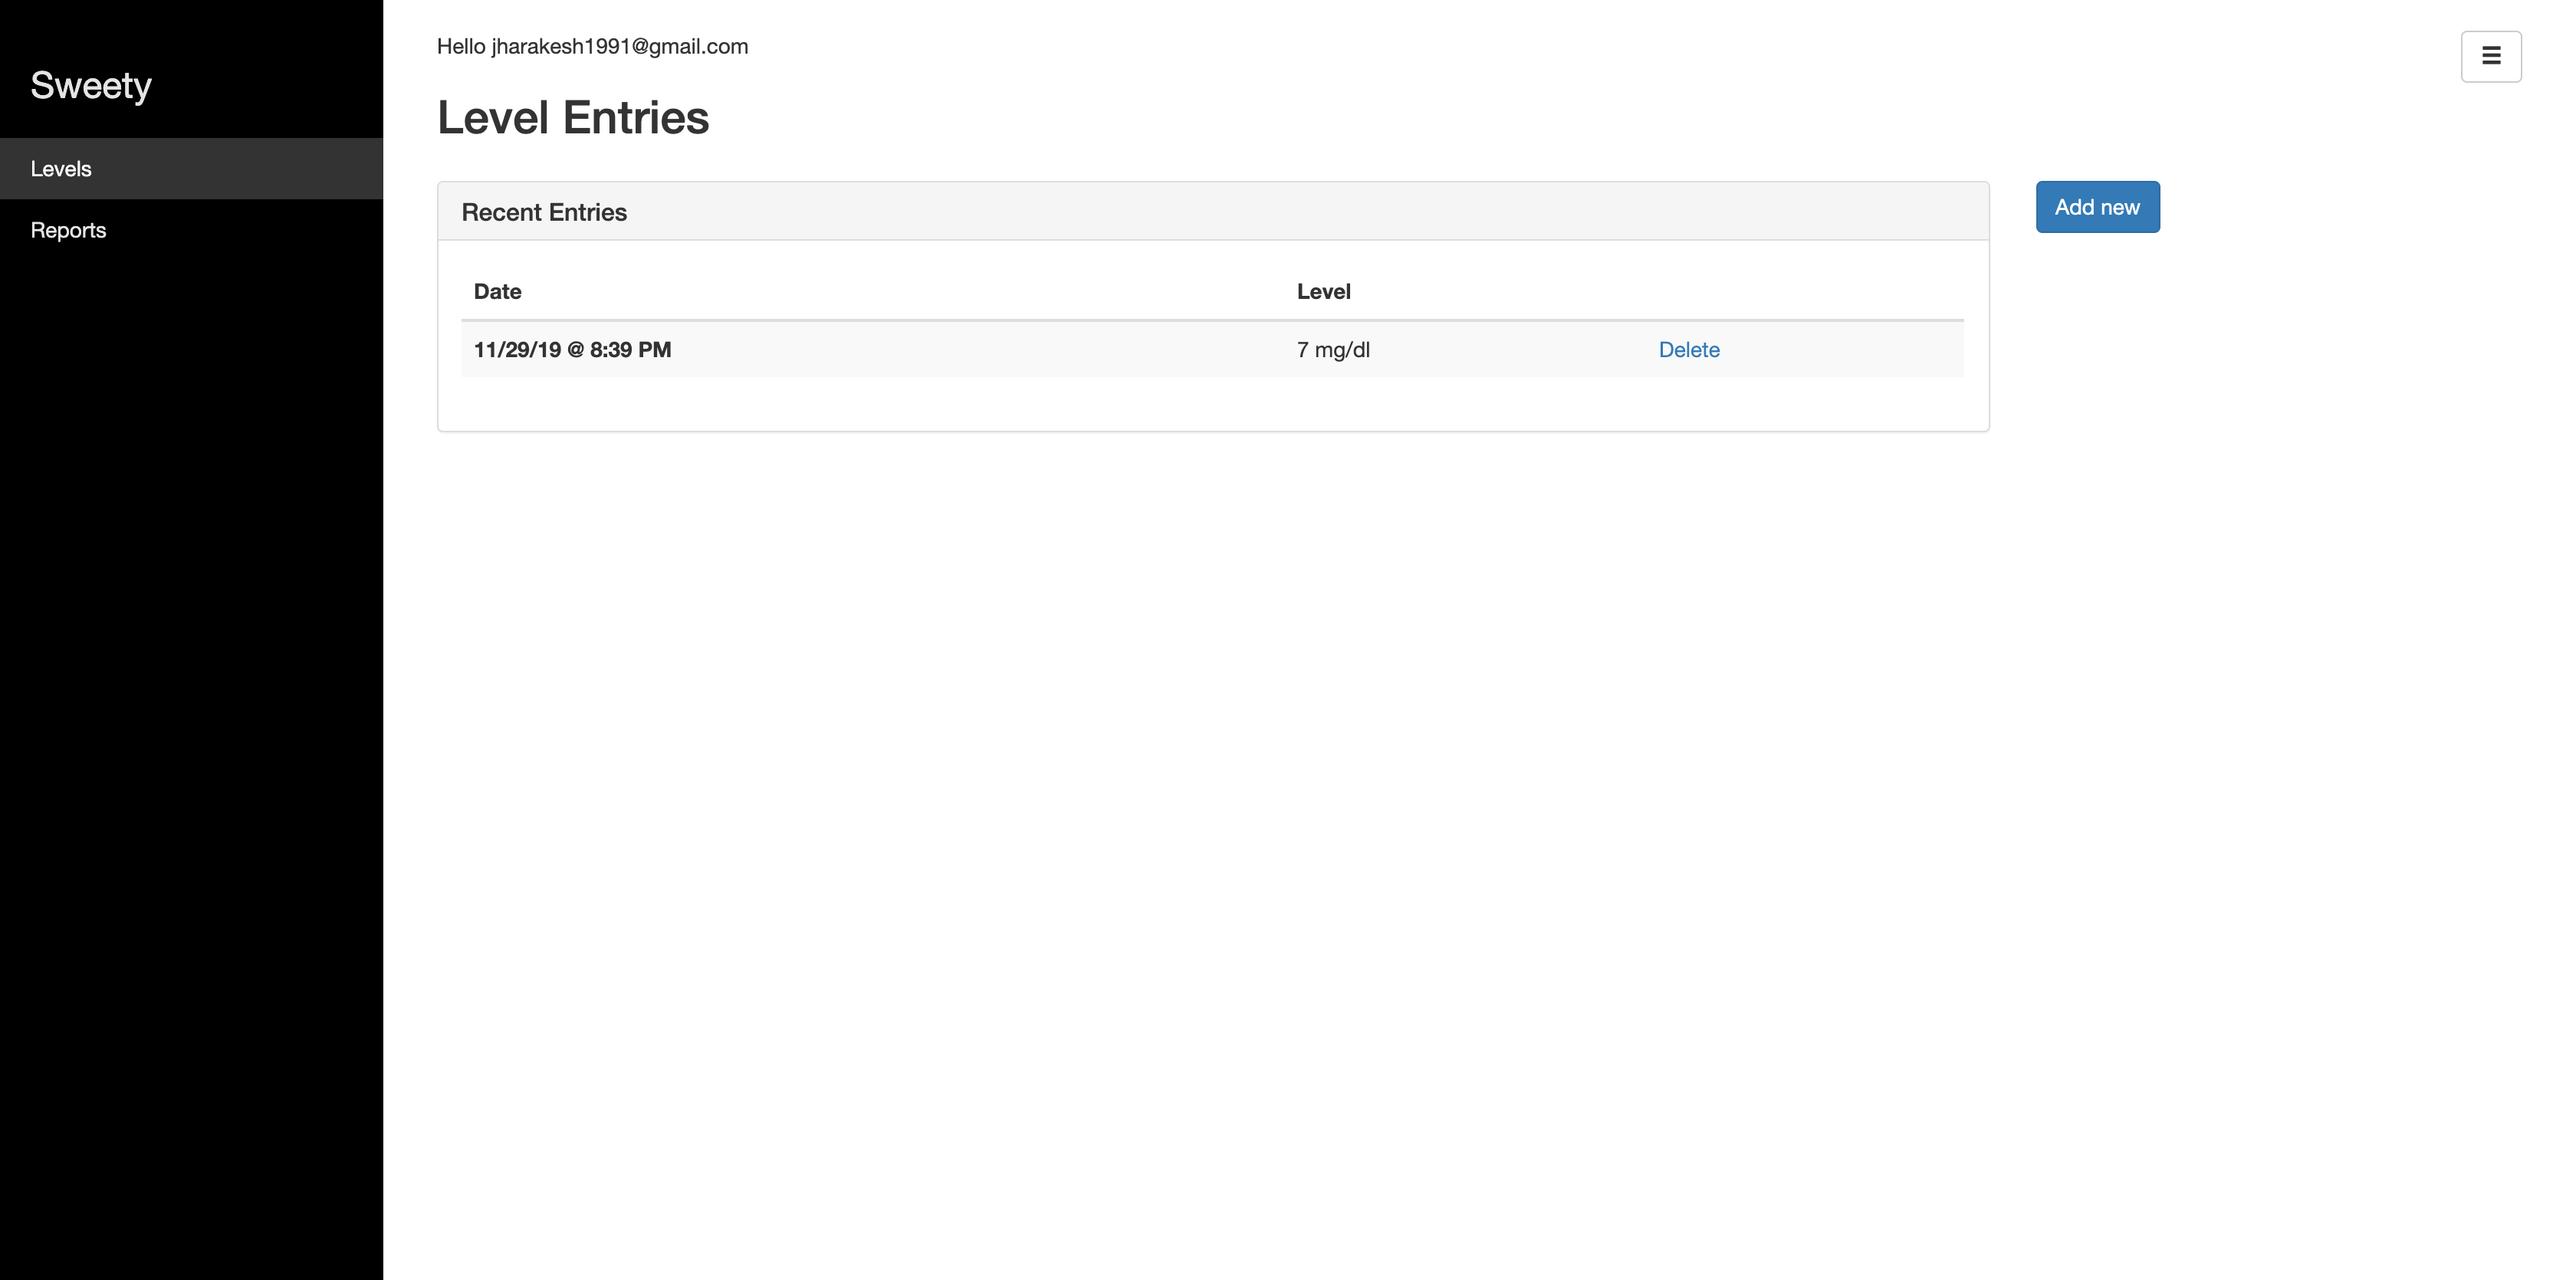 Sweety
Levels
Reports
Hello jharakesh1991@gmail.com
Level Entries
Recent Entries
Add new
Date Level
11/29/19 @ 8:39 PM 7 mg/dl Delete